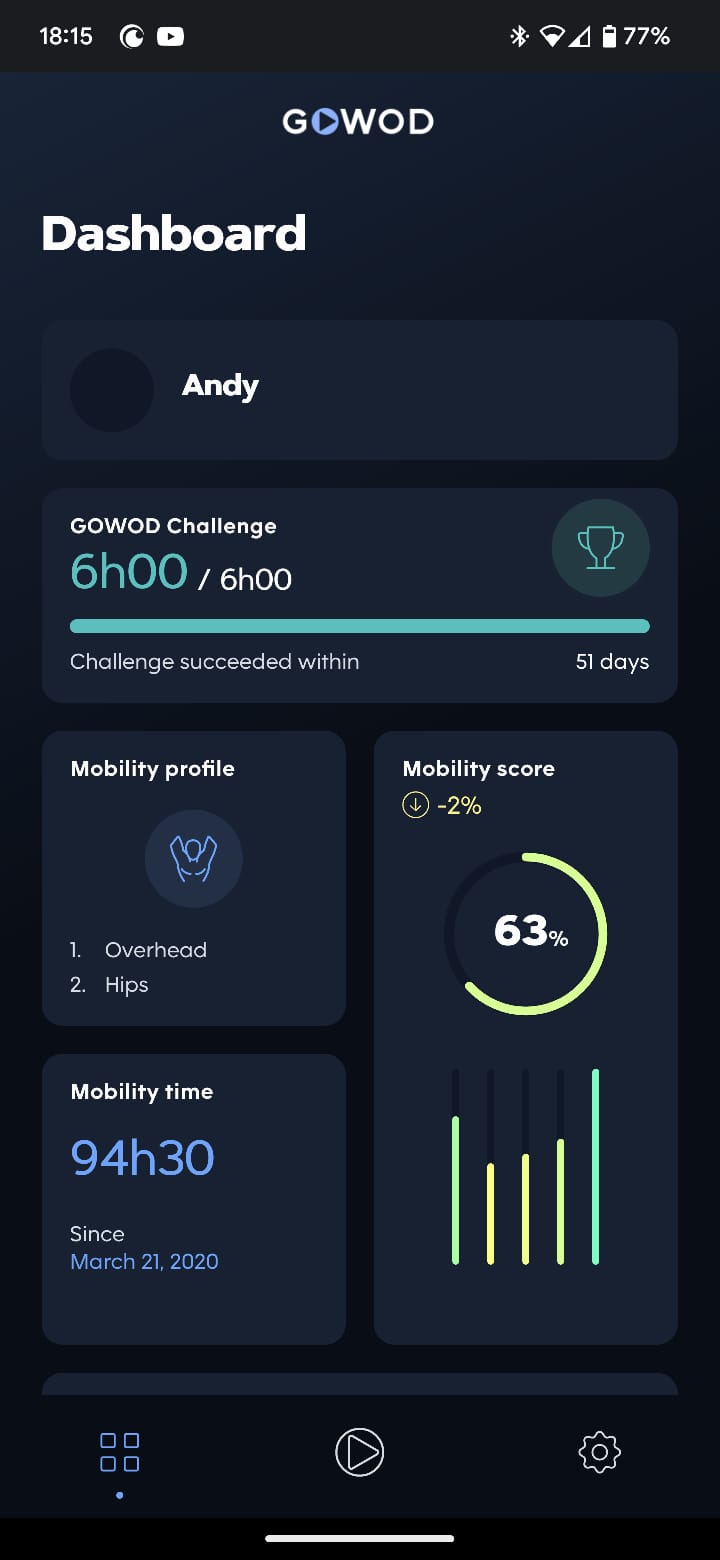 18:15 77%
GOWOD
Dashboard
Andy
GOWOD Challenge
6h00 / 6h00
Challenge succeeded within 51 days
Mobility profile
1. Overhead
2. Hips
Mobility score
-2%
63%
Mobility time
94h30
Since
March 21, 2020